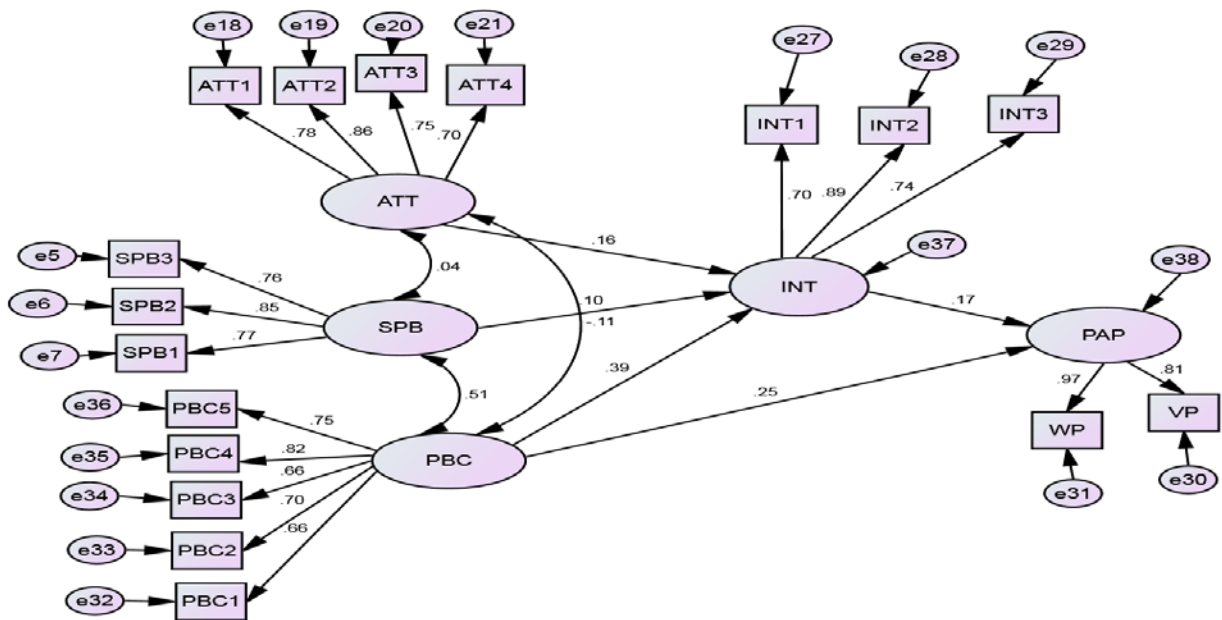 e18
e19
e20
e21
ATT1
ATT2
ATT3
ATT4
.78
.86
.75
.70
ATT
e27
e28
e29
INT1
INT2
INT3
.70
.89
.74
e5
SPB3
e6
SPB2
e7
SPB1
.76
.85
.77
SPB
.04
.16
10
-.11
.51
.39
INT
e37
.17
.25
e38
PAP
.97
.81
WP
VP
e31
e30
e36
PBC5
e35
PBC4
e34
PBC3
e33
PBC2
e32
PBC1
.75
.82
.66
.70
.66
PBC